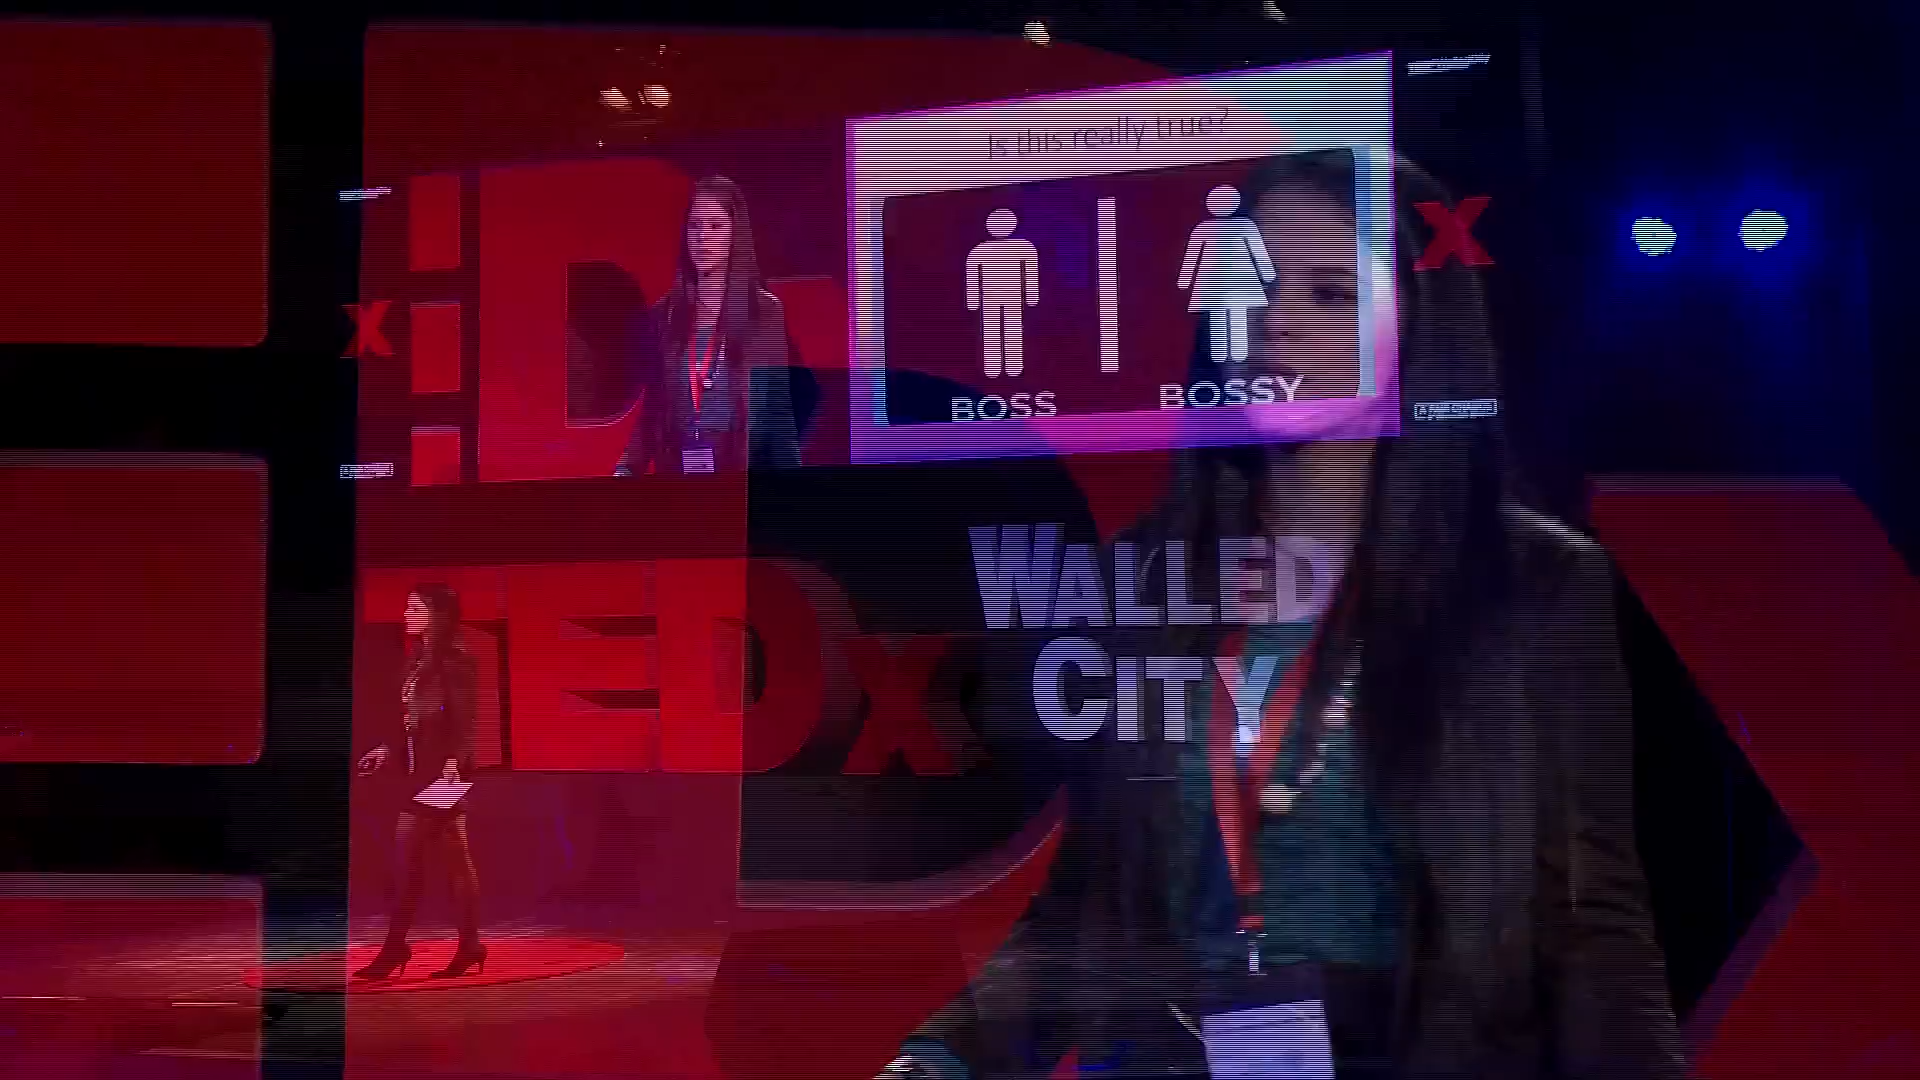 Is this really true?
BOSS
BOSSY
TEDx
WALLED
CITY